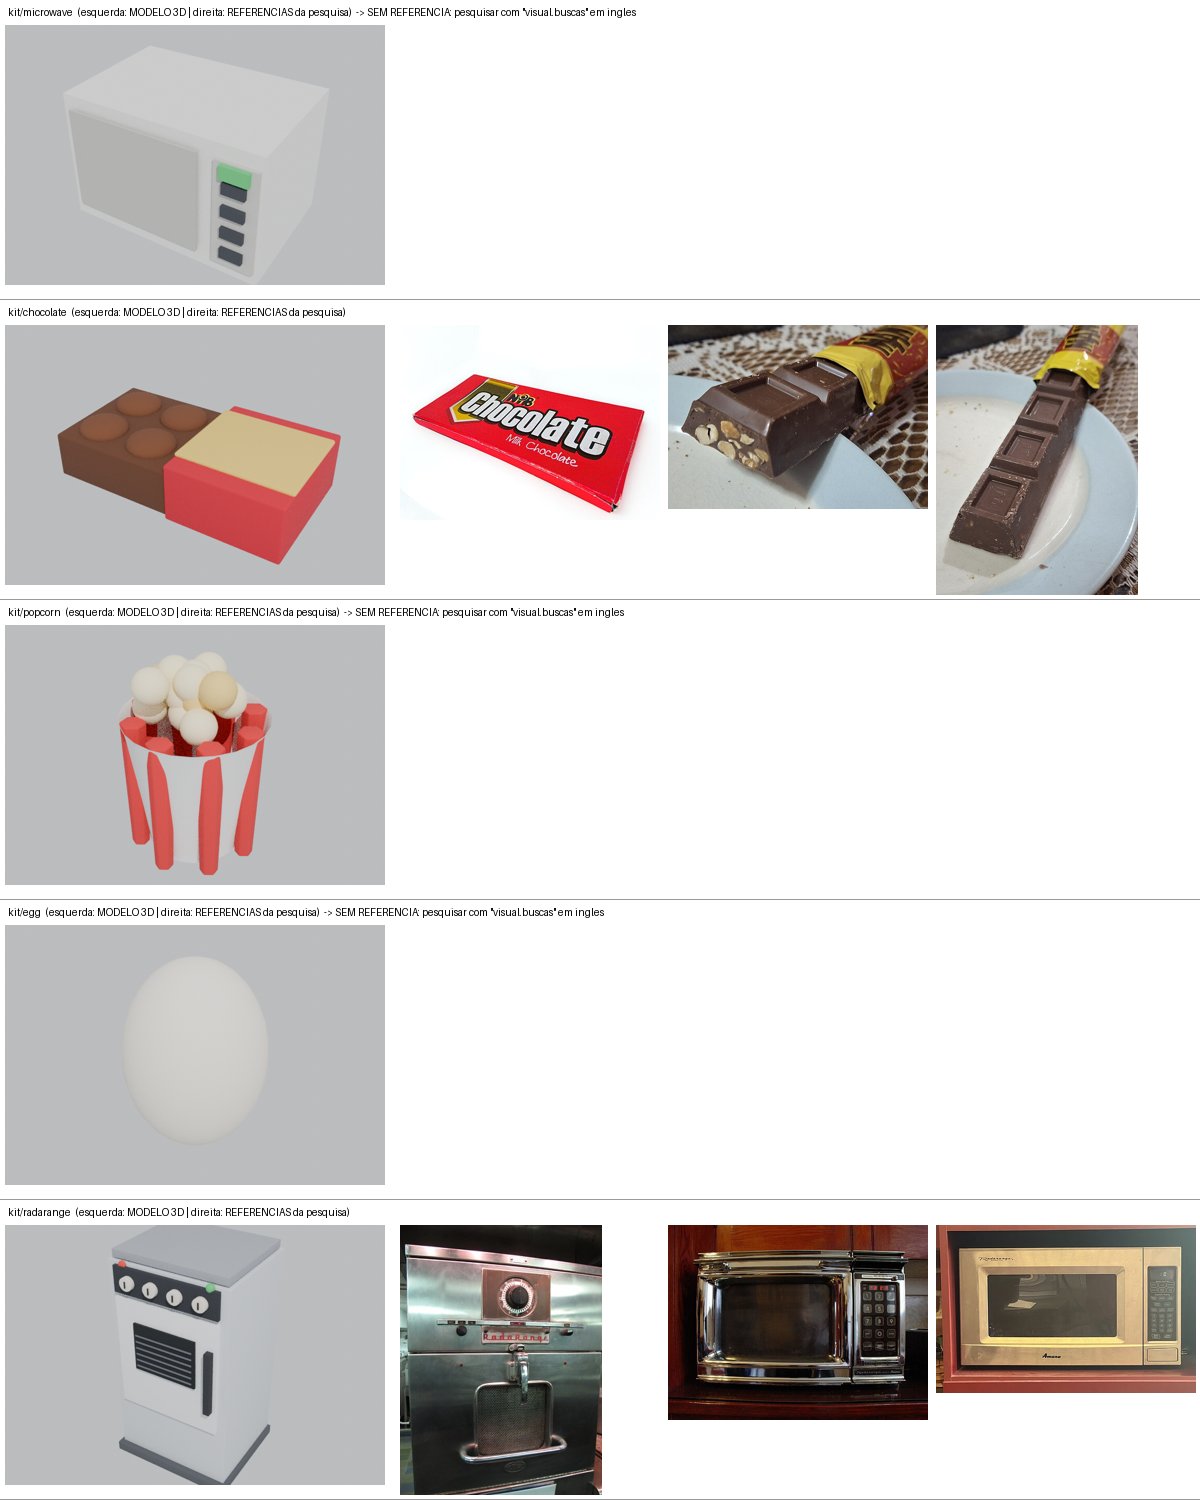 kit/microwave (esquerda: MODELO 3D | direita: REFERENCIAS da pesquisa) -> SEM REFERENCIA: pesquisar com "visual.buscas" em ingles
kit/chocolate (esquerda: MODELO 3D | direita: REFERENCIAS da pesquisa)
Chocolate
Milk Chocolate
kit/popcorn (esquerda: MODELO 3D | direita: REFERENCIAS da pesquisa) -> SEM REFERENCIA: pesquisar com "visual.buscas" em ingles
kit/egg (esquerda: MODELO 3D | direita: REFERENCIAS da pesquisa) -> SEM REFERENCIA: pesquisar com "visual.buscas" em ingles
kit/radarange (esquerda: MODELO 3D | direita: REFERENCIAS da pesquisa)
RadaRange
Amana